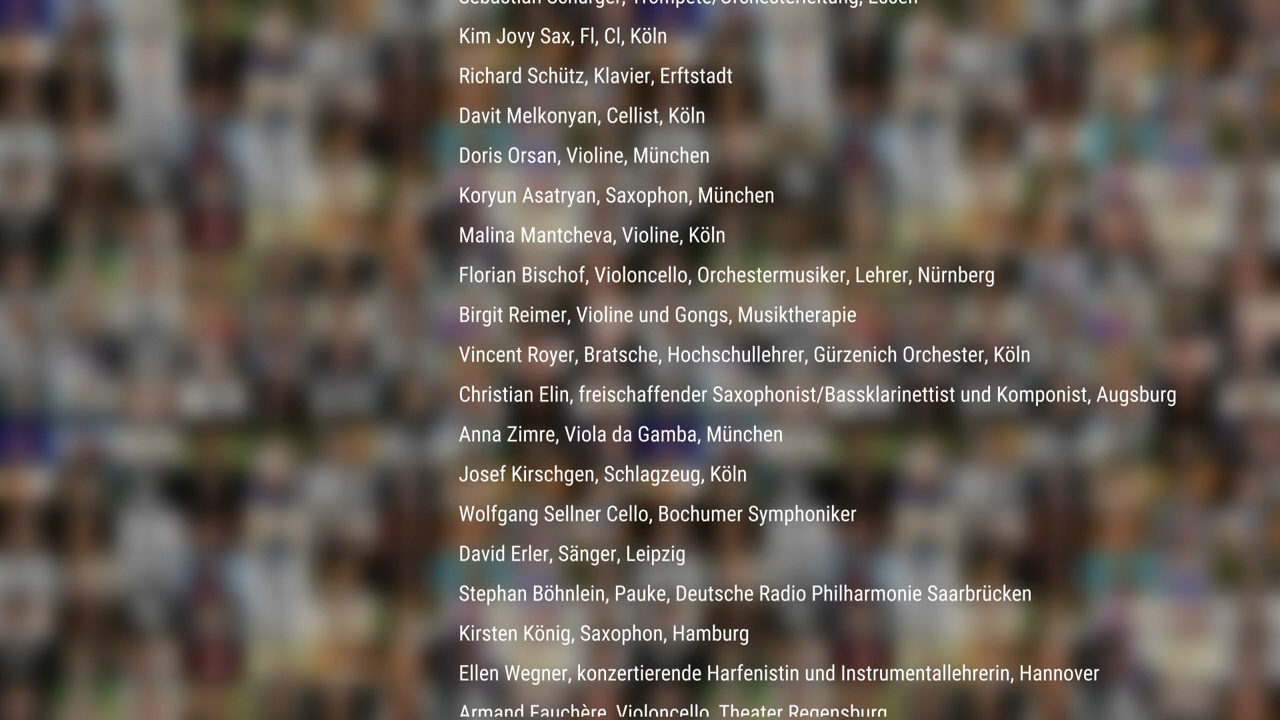 Sebastian Schürger, Trompete/Orchesterleitung, Essen
Kim Jovy Sax, Fl, Cl, Köln
Richard Schütz, Klavier, Erftstadt
Davit Melkonyan, Cellist, Köln
Doris Orsan, Violine, München
Koryun Asatryan, Saxophon, München
Malina Mantcheva, Violine, Köln
Florian Bischof, Violoncello, Orchestermusiker, Lehrer, Nürnberg
Birgit Reimer, Violine und Gongs, Musiktherapie
Vincent Royer, Bratsche, Hochschullehrer, Gürzenich Orchester, Köln
Christian Elin, freischaffender Saxophonist/Bassklarinettist und Komponist, Augsburg
Anna Zimre, Viola da Gamba, München
Josef Kirschgen, Schlagzeug, Köln
Wolfgang Sellner Cello, Bochumer Symphoniker
David Erler, Sänger, Leipzig
Stephan Böhnlein, Pauke, Deutsche Radio Philharmonie Saarbrücken
Kirsten König, Saxophon, Hamburg
Ellen Wegner, konzertierende Harfenistin und Instrumentallehrerin, Hannover
Armand Fauchère, Violoncello, Theater Regensburg